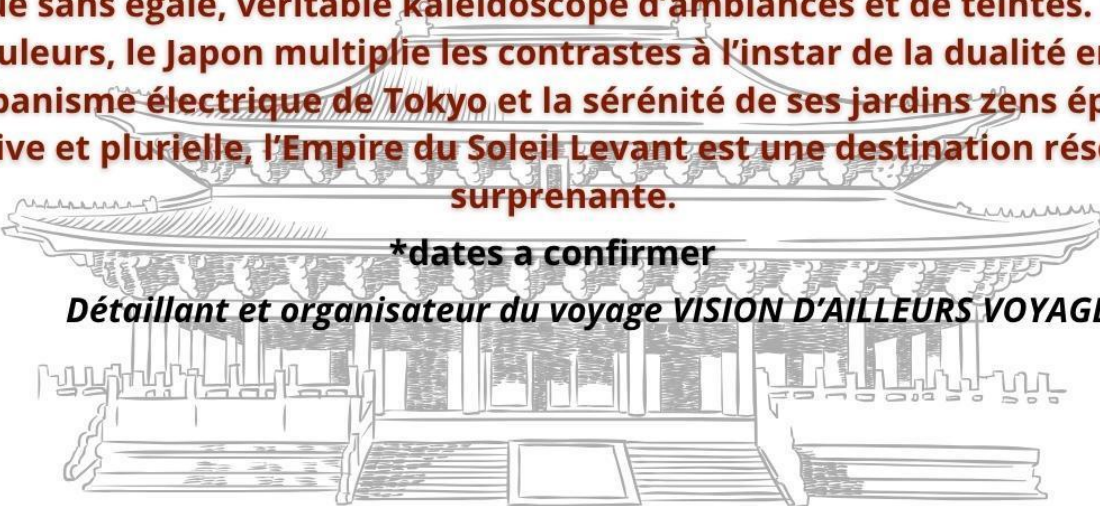 ue sans égale, véritable kaléidoscope d'ambiances et de teintes.
uleurs, le Japon multiplie les contrastes à l'instar de la dualité en
banisme électrique de Tokyo et la sérénité de ses jardins zens ép
ive et plurielle, l'Empire du Soleil Levant est une destination rés
surprenante.
*dates a confirmer
Détaillant et organisateur du voyage VISION D'AILLEURS VOYAGE